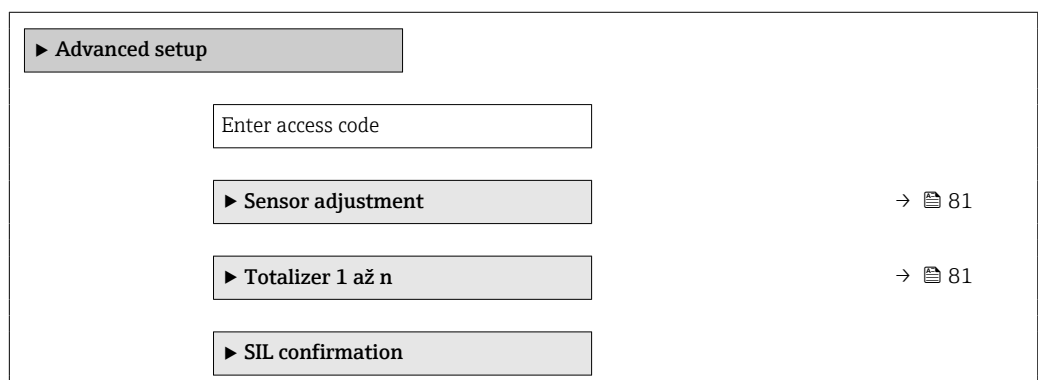 ▶ Advanced setup
Enter access code
▶ Sensor adjustment → 81
▶ Totalizer 1 až n → 81
▶ SIL confirmation